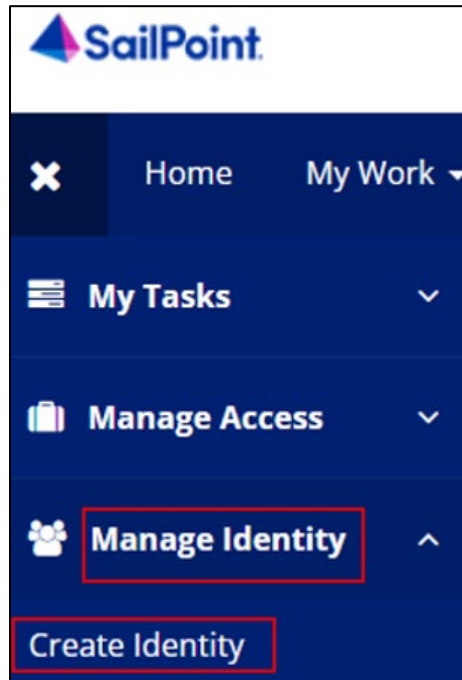 SailPoint.
Home My Work
My Tasks
Manage Access
Manage Identity
Create Identity